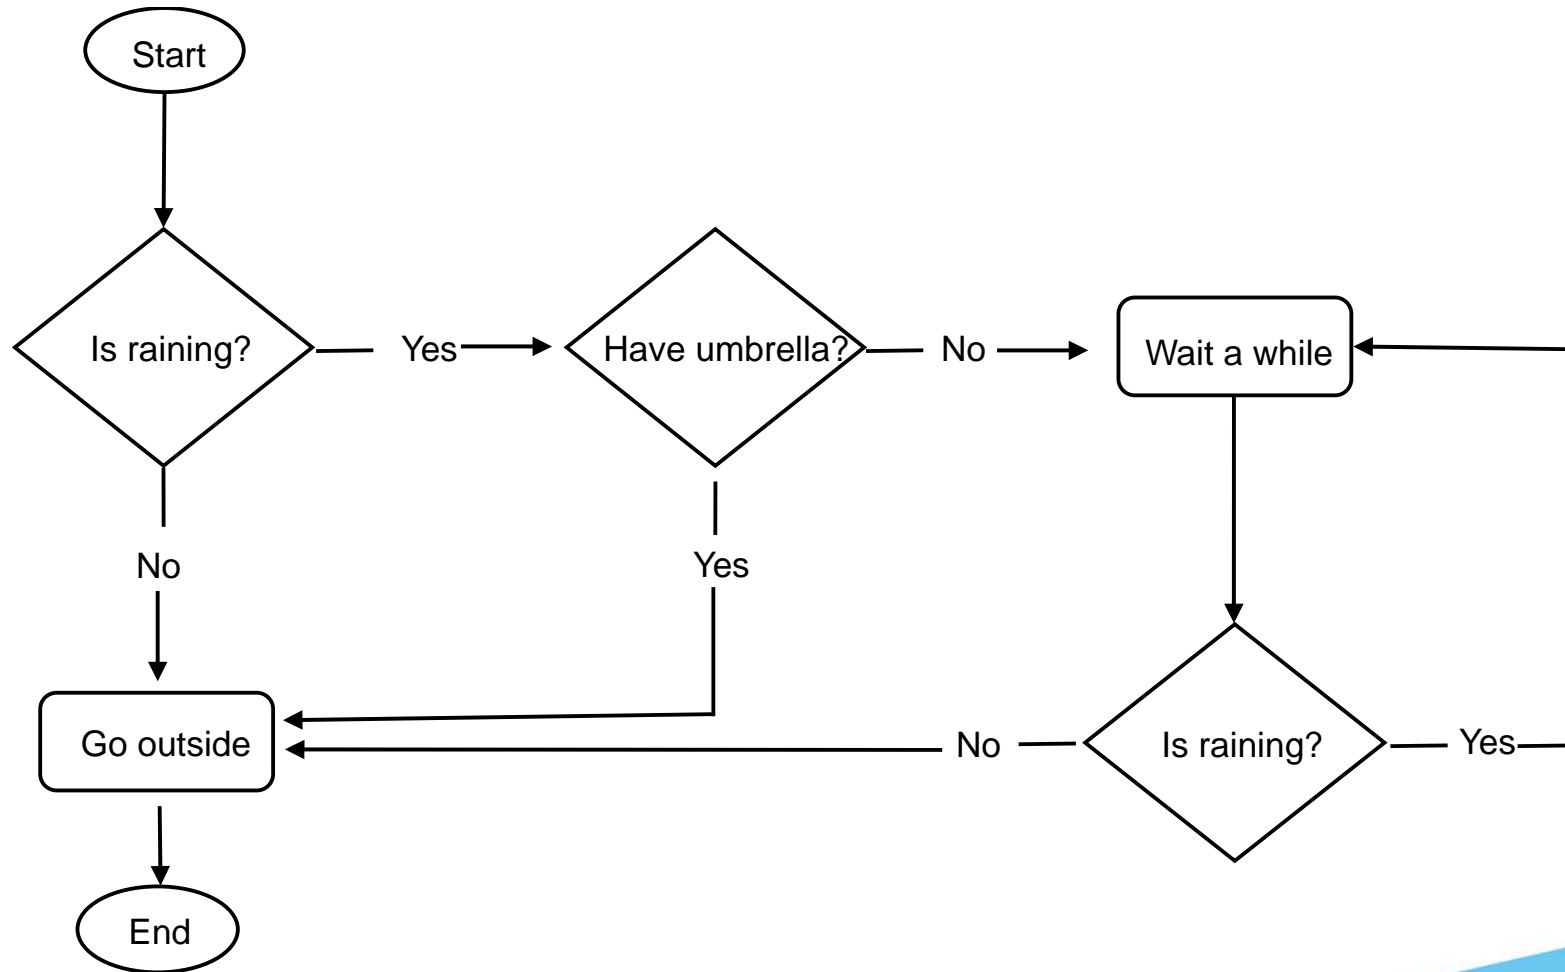 Start
Is raining?
Yes
Have umbrella?
No
Wait a while
No
Yes
Go outside
No
Is raining?
Yes
End